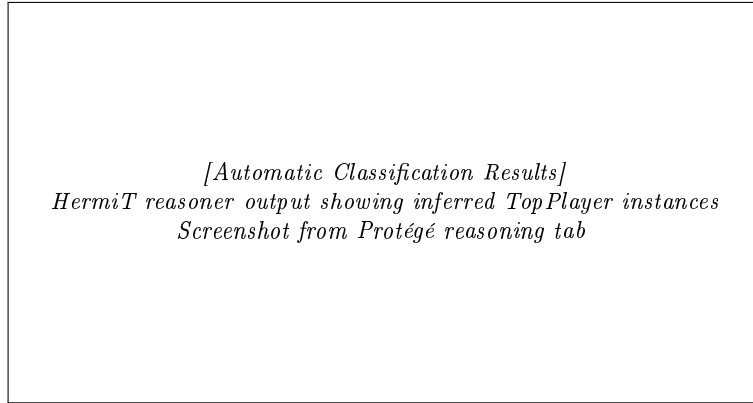 [Automatic Classification Results]
HermiT reasoner output showing inferred TopPlayer instances
Screenshot from Protégé reasoning tab